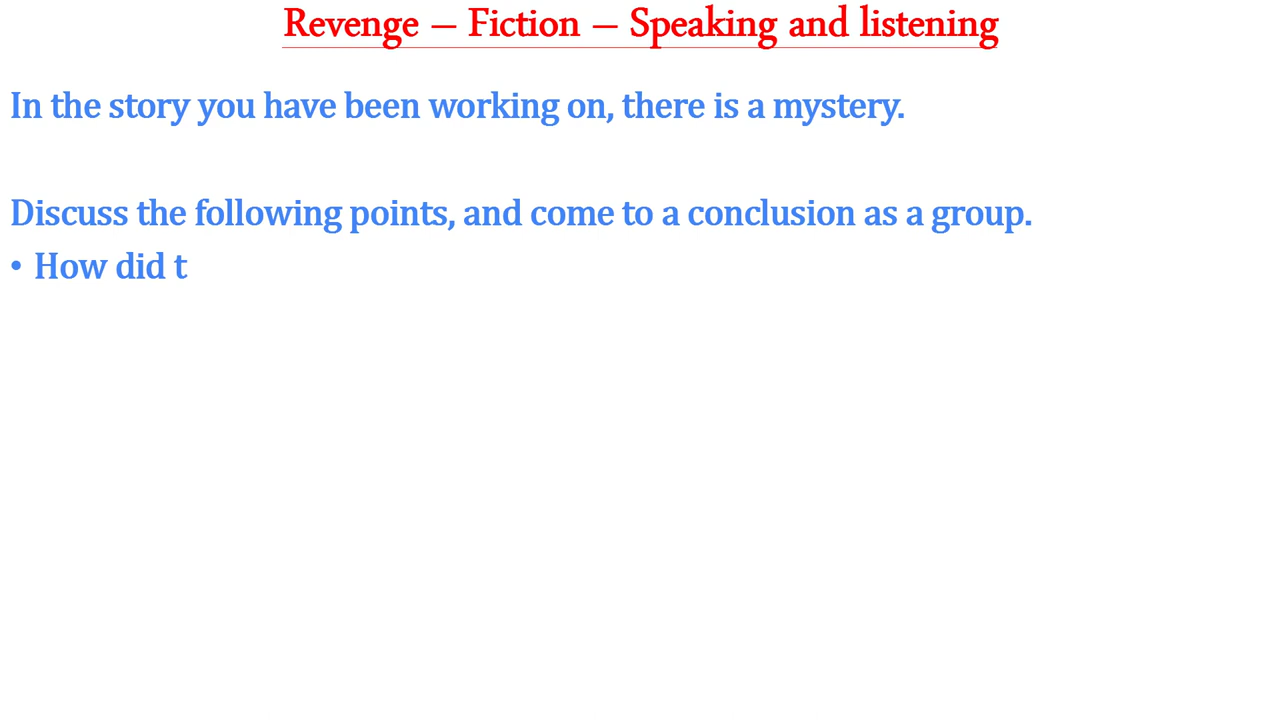 Revenge – Fiction – Speaking and listening
In the story you have been working on, there is a mystery.
Discuss the following points, and come to a conclusion as a group.
• How did t